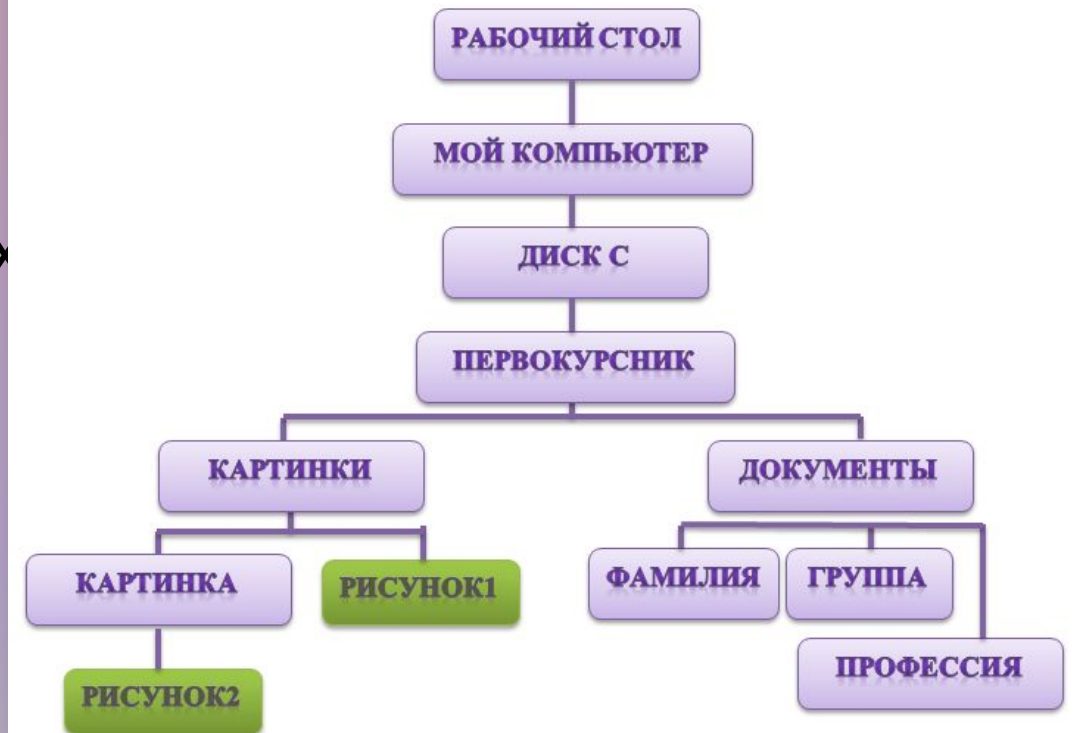 РАБОЧИЙ СТОЛ
МОЙ КОМПЬЮТЕР
ДИСК С
ПЕРВОКУРСНИК
КАРТИНКИ
ДОКУМЕНТЫ
КАРТИНКА
РИСУНОК1
ФАМИЛИЯ
ГРУППА
ПРОФЕССИЯ
РИСУНОК2